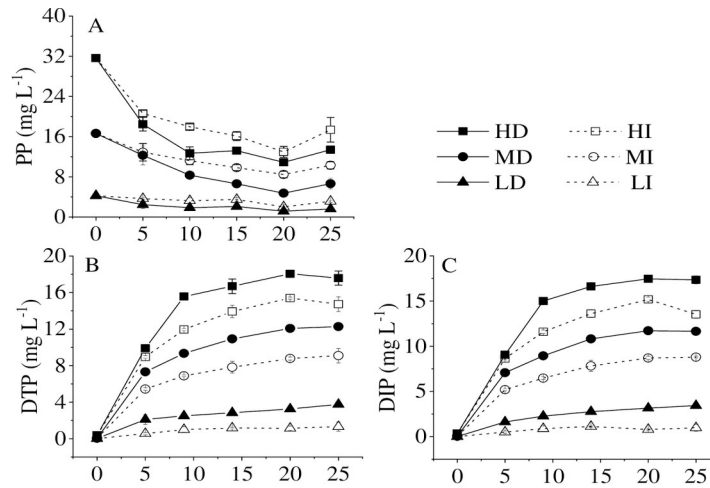 A
PP (mg L⁻¹)
40
32
24
16
8
0
0 5 10 15 20 25
HD HI
MD MI
LD LI
B
DTP (mg L⁻¹)
20
16
12
8
4
0
0 5 10 15 20 25
C
DIP (mg L⁻¹)
20
15
10
5
0
0 5 10 15 20 25